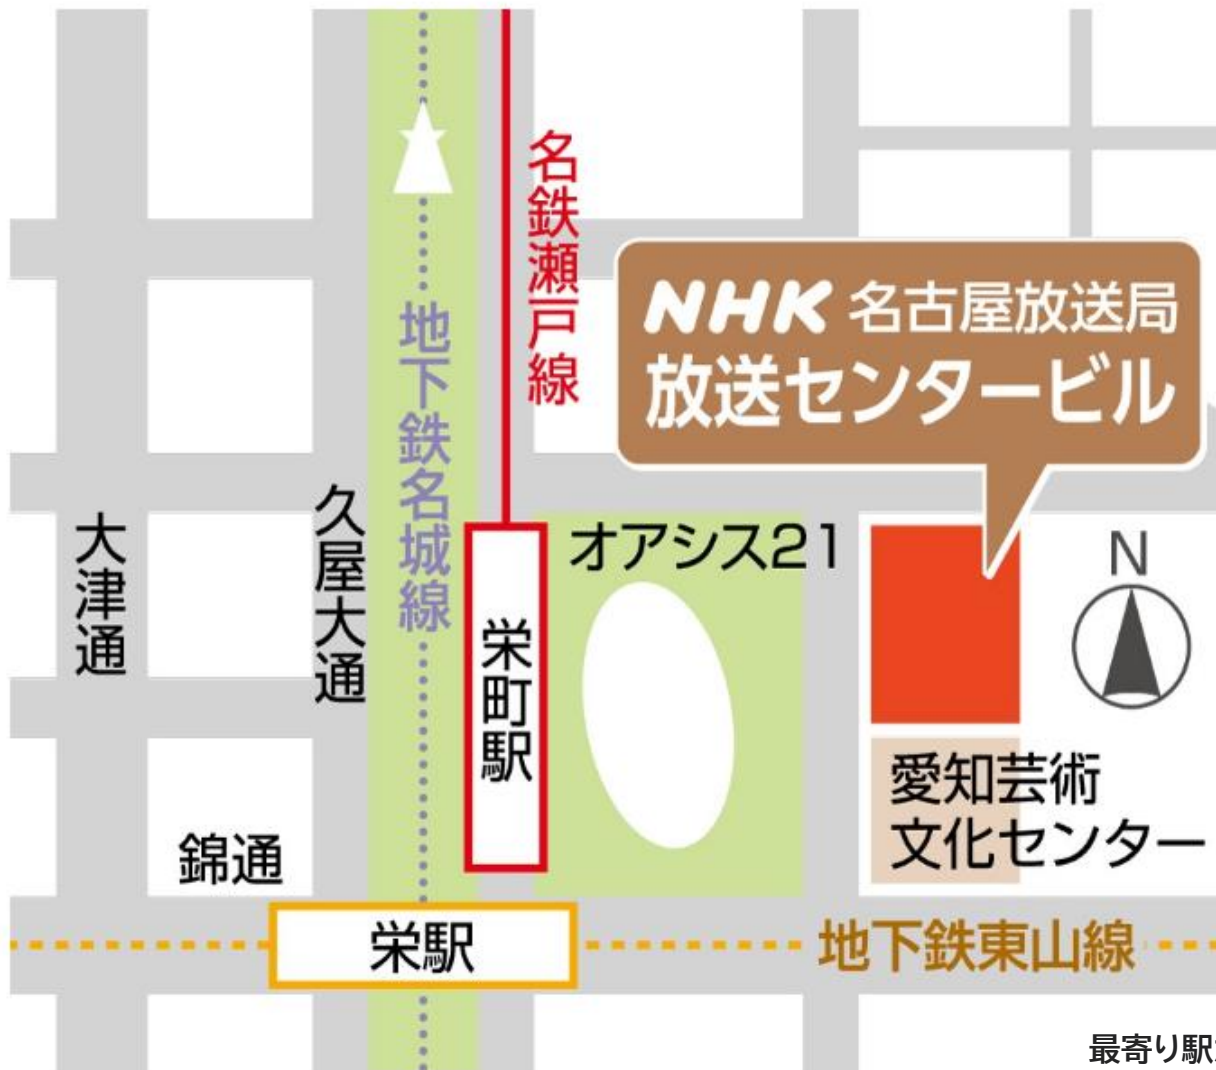 名鉄瀬戸線
NHK 名古屋放送局
放送センタービル
地下鉄名城線
大津通
久屋大通
オアシス21
N
栄町駅
愛知芸術
文化センター
錦通
栄駅
地下鉄東山線
最寄り駅